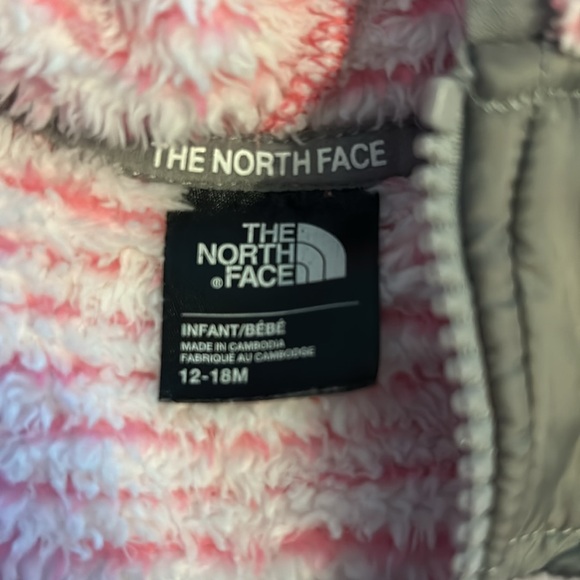 THE NORTH FACE
THE
NORTH
®FACE
INFANT/BÉBÉ
MADE IN CAMBODIA
FABRIQUÉ AU CAMBODGE
12-18M